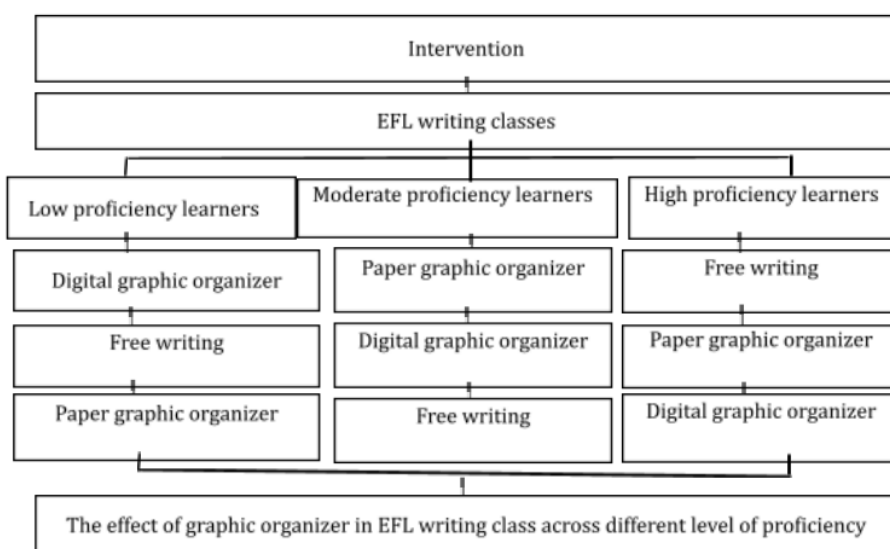 Intervention
EFL writing classes
Low proficiency learners
Moderate proficiency learners
High proficiency learners
Digital graphic organizer
Paper graphic organizer
Free writing
Free writing
Digital graphic organizer
Paper graphic organizer
Paper graphic organizer
Free writing
Digital graphic organizer
The effect of graphic organizer in EFL writing class across different level of proficiency